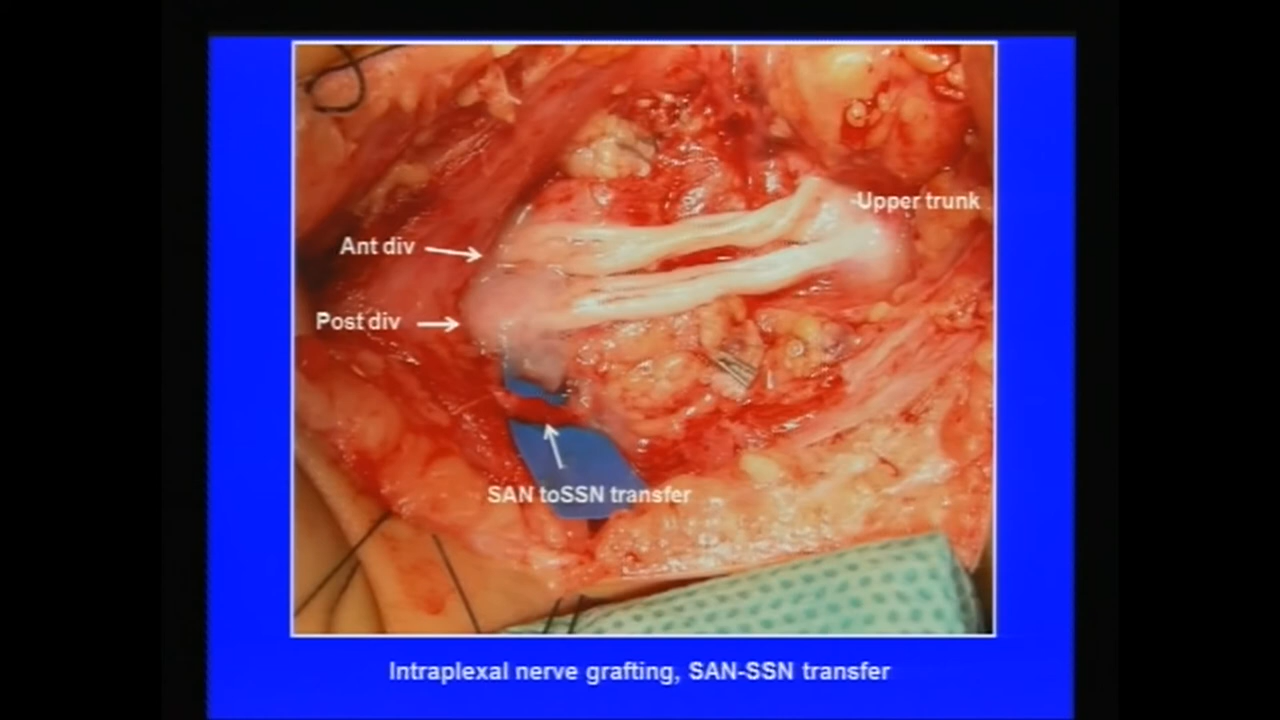 Upper trunk
Ant div
Post div
SAN toSSN transfer
Intraplexal nerve grafting, SAN-SSN transfer